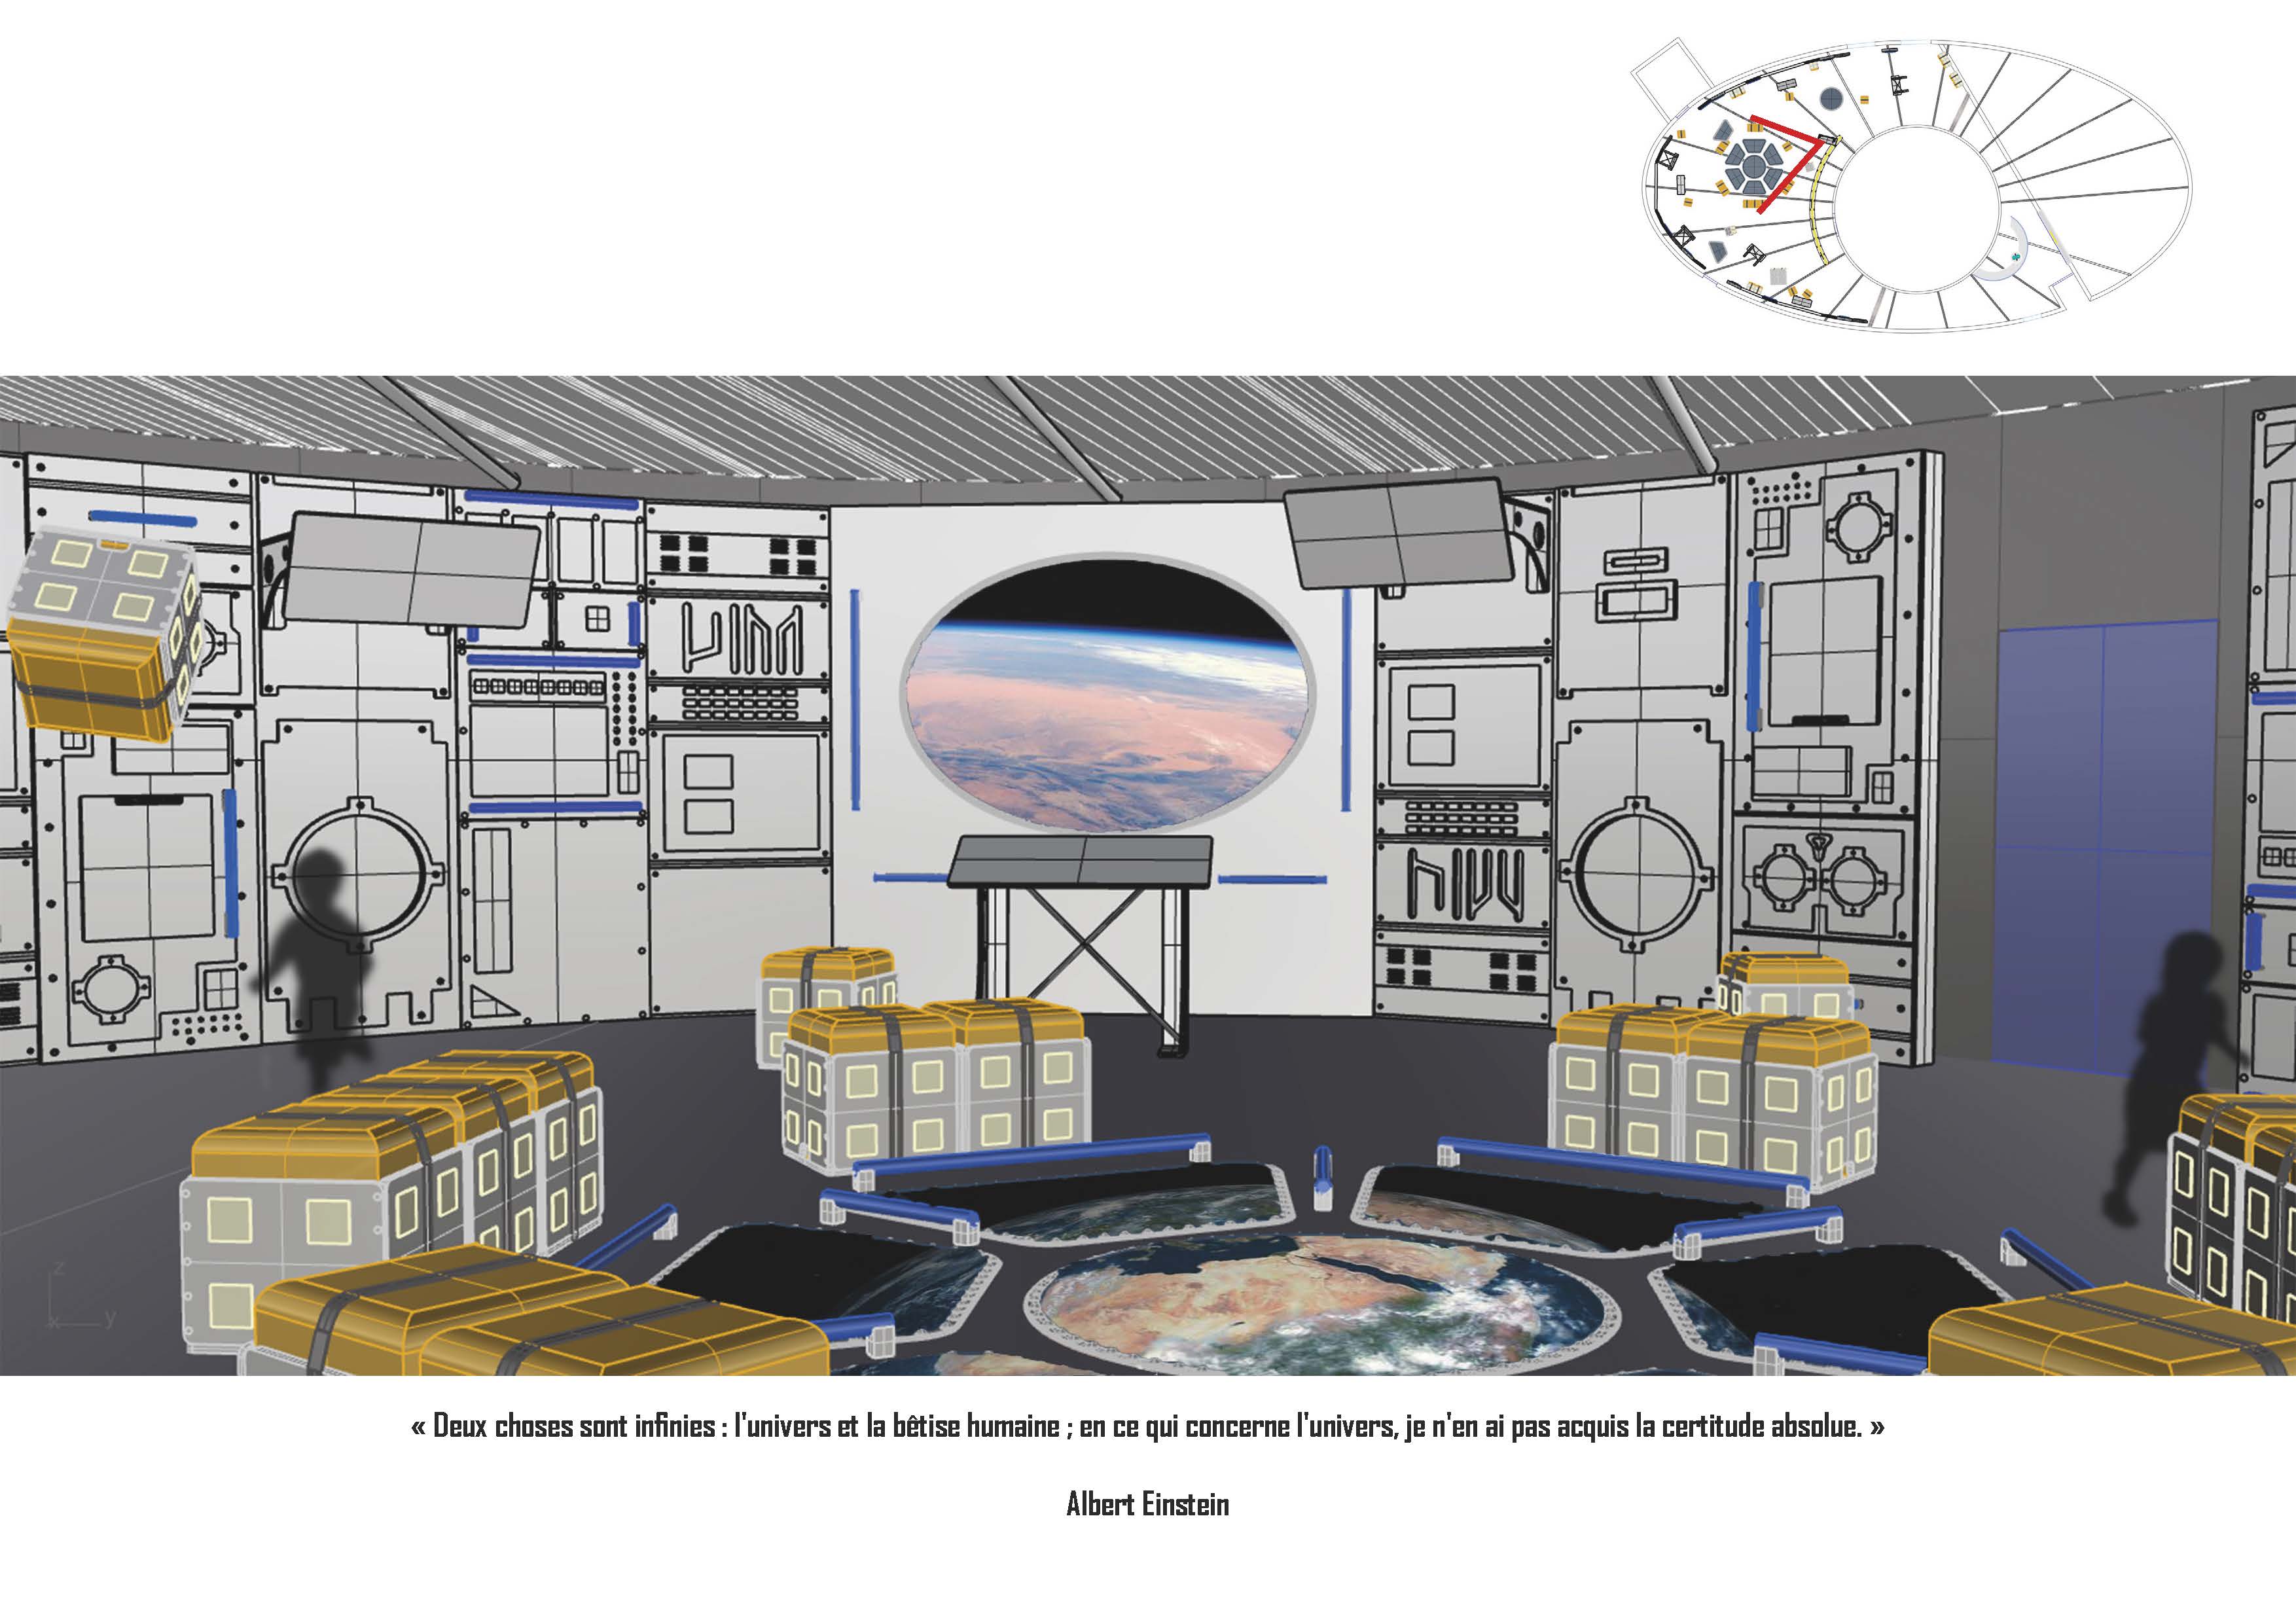 z
x
y
« Deux choses sont infinies : l'univers et la bêtise humaine ; en ce qui concerne l'univers, je n'en ai pas acquis la certitude absolue. »
Albert Einstein